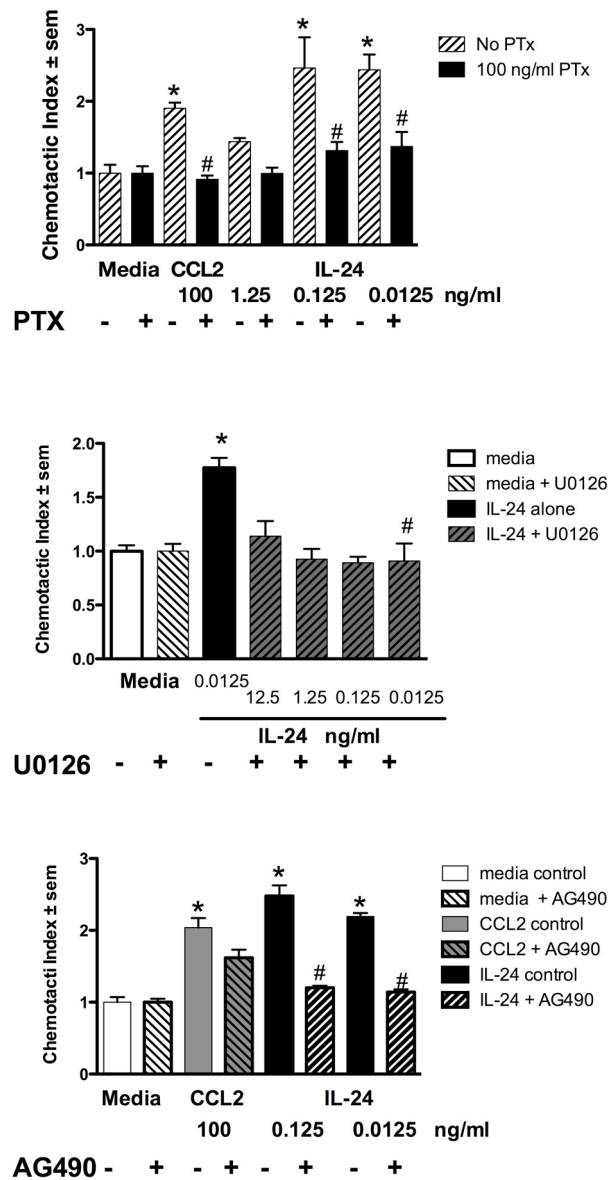 Chemotactic Index ± sem
3
2
1
0
* # * # * #
No PTx
100 ng/ml PTx
Media CCL2 IL-24
100 1.25 0.125 0.0125 ng/ml
PTX - + - + - + - + - +
Chemotactic Index ± sem
2.0
1.5
1.0
0.5
0.0
* #
media
media + U0126
IL-24 alone
IL-24 + U0126
Media 0.0125
12.5 1.25 0.125 0.0125
IL-24 ng/ml
U0126 - + - + + + +
Chemotacti Index ± sem
3
2
1
0
* * # * #
media control
media + AG490
CCL2 control
CCL2 + AG490
IL-24 control
IL-24 + AG490
Media CCL2 IL-24
100 0.125 0.0125 ng/ml
AG490 - + - + - + - +